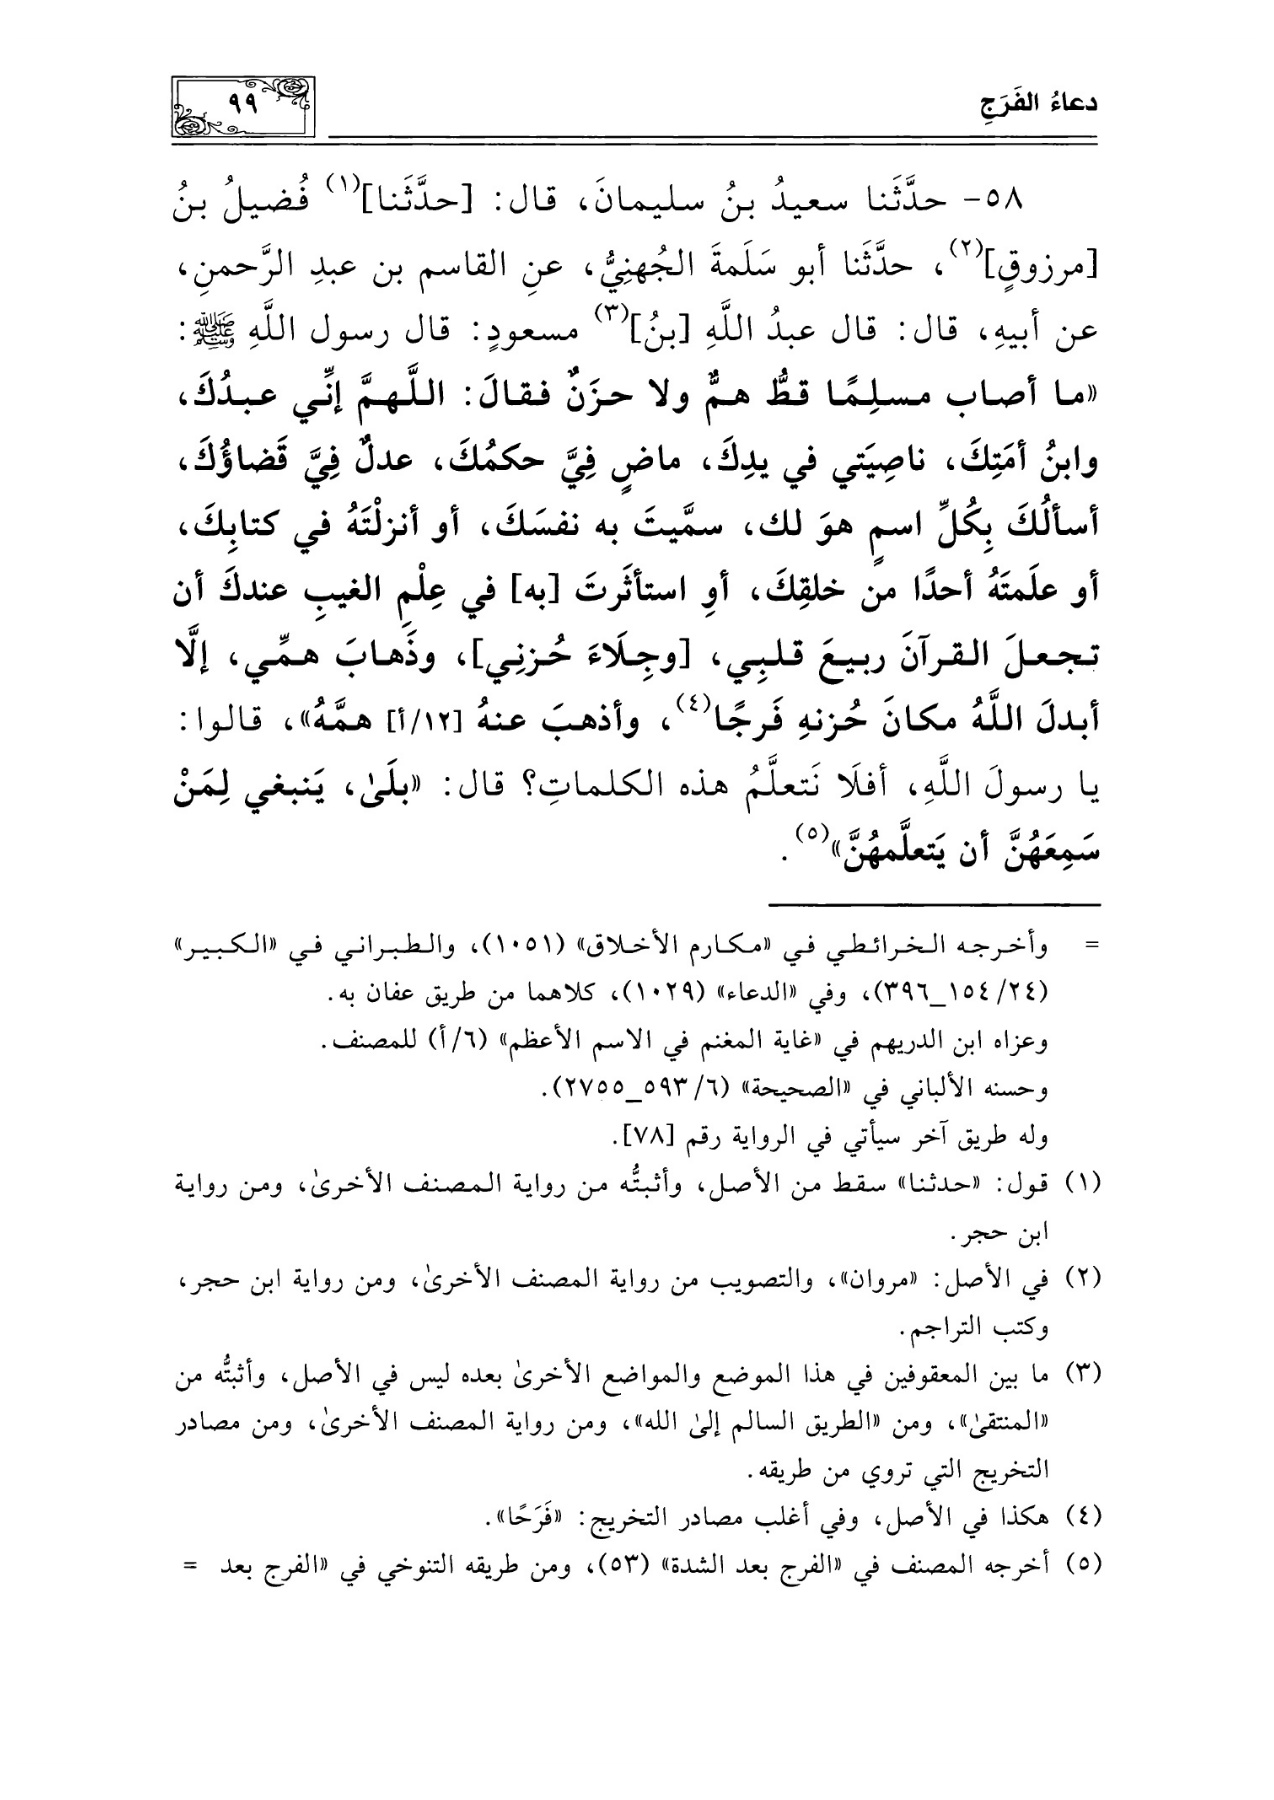 دعاءُ الفَرَجِ
٩٩
٥٨- حدَّثَنا سعيدُ بنُ سليمانَ، قال: [حدَّثَنا](١) فُضيلُ بنُ
[مرزوقٍ](٢)، حدَّثَنا أبو سَلَمةَ الجُهنِيُّ، عنِ القاسم بن عبدِ الرَّحمنِ،
عن أبيهِ، قال: قال عبدُ اللَّهِ [بنُ](٣) مسعودٍ: قال رسول اللَّهِ ﷺ:
«ما أصاب مسلِمًا قطُّ همٌّ ولا حزَنٌ فقالَ: اللَّهمَّ إنِّي عبدُكَ،
وابنُ أمَتِكَ، ناصِيَتي في يدِكَ، ماضٍ فِيَّ حكمُكَ، عدلٌ فِيَّ قَضاؤُكَ،
أسألُكَ بِكُلِّ اسمٍ هوَ لك، سمَّيتَ به نفسَكَ، أو أنزلْتَهُ في كتابِكَ،
أو علَمتَهُ أحدًا من خلقِكَ، أوِ استأثَرتَ [به] في عِلْمِ الغيبِ عندكَ أن
تجعلَ القرآنَ ربيعَ قلبِي، [وجِلَاءَ حُزنِي]، وذَهابَ همِّي، إلَّا
أبدلَ اللَّهُ مكانَ حُزنهِ فَرجًا(٤)، وأذهبَ عنهُ [١٢/أ] همَّهُ»، قالوا:
يا رسولَ اللَّهِ، أفلَا نَتعلَّمُ هذه الكلماتِ؟ قال: «بلَىٰ، يَنبغي لِمَنْ
سَمِعَهُنَّ أن يَتعلَّمهُنَّ»(٥).
= وأخرجه الخرائطي في «مكارم الأخلاق» (١٠٥١)، والطبراني في «الكبير»
(٢٤/ ١٥٤_٣٩٦)، وفي «الدعاء» (١٠٢٩)، كلاهما من طريق عفان به.
وعزاه ابن الدريهم في «غاية المغنم في الاسم الأعظم» (٦/أ) للمصنف.
وحسنه الألباني في «الصحيحة» (٦/ ٥٩٣_٢٧٥٥).
وله طريق آخر سيأتي في الرواية رقم [٧٨].
(١) قول: «حدثنا» سقط من الأصل، وأثبتُّه من رواية المصنف الأخرىٰ، ومن رواية
ابن حجر.
(٢) في الأصل: «مروان»، والتصويب من رواية المصنف الأخرىٰ، ومن رواية ابن حجر،
وكتب التراجم.
(٣) ما بين المعقوفين في هذا الموضع والمواضع الأخرىٰ بعده ليس في الأصل، وأثبتُّه من
«المنتقىٰ»، ومن «الطريق السالم إلىٰ الله»، ومن رواية المصنف الأخرىٰ، ومن مصادر
التخريج التي تروي من طريقه.
(٤) هكذا في الأصل، وفي أغلب مصادر التخريج: «فَرَحًا».
(٥) أخرجه المصنف في «الفرج بعد الشدة» (٥٣)، ومن طريقه التنوخي في «الفرج بعد =